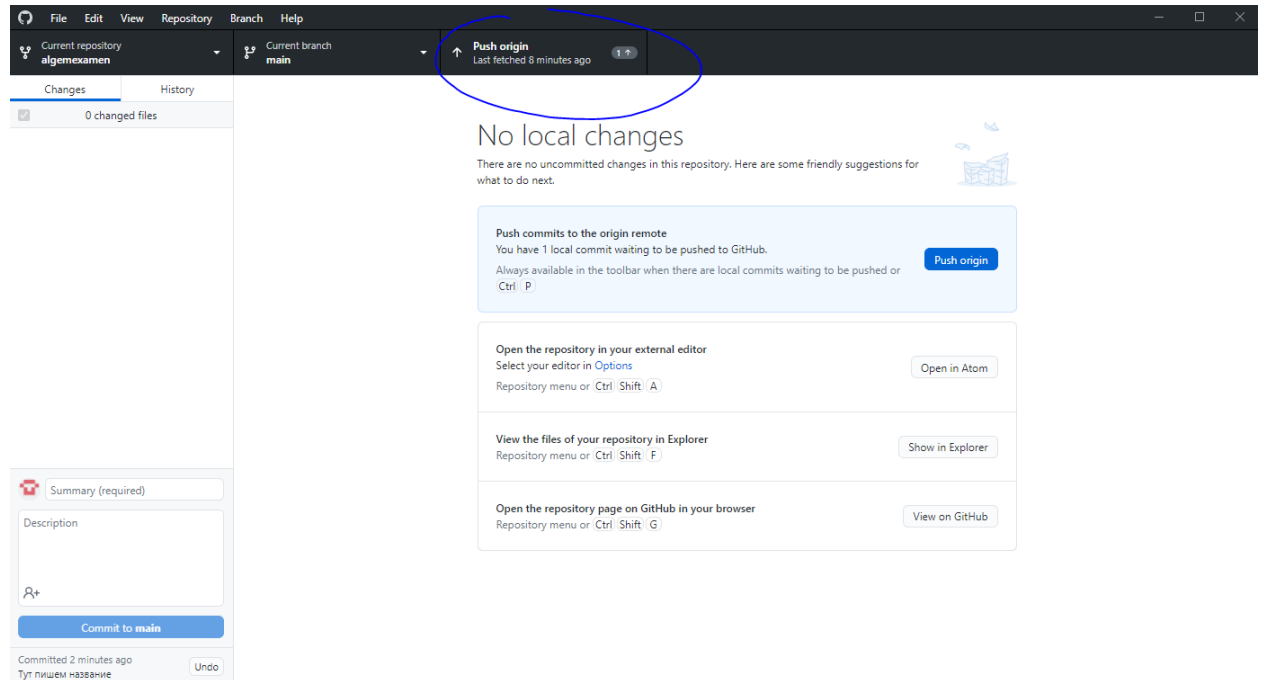 File Edit View Repository Branch Help
Current repository
algemexamen
Current branch
main
Push origin
Last fetched 8 minutes ago
1
Changes History
0 changed files
No local changes
There are no uncommitted changes in this repository. Here are some friendly suggestions for
what to do next.
Push commits to the origin remote
You have 1 local commit waiting to be pushed to GitHub.
Always available in the toolbar when there are local commits waiting to be pushed or
Ctrl P
Push origin
Open the repository in your external editor
Select your editor in Options
Repository menu or Ctrl Shift A
Open in Atom
View the files of your repository in Explorer
Repository menu or Ctrl Shift F
Show in Explorer
Open the repository page on GitHub in your browser
Repository menu or Ctrl Shift G
View on GitHub
Summary (required)
Description
Commit to main
Committed 2 minutes ago
Тут пишем название
Undo